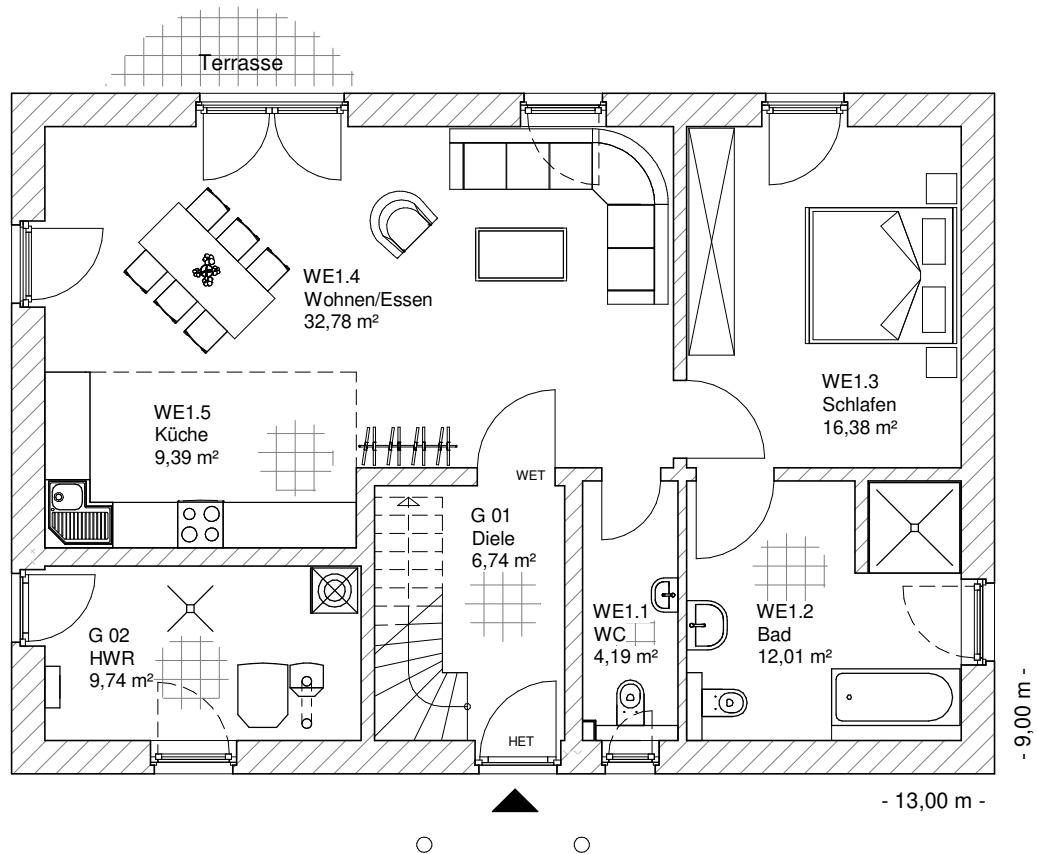 Terrasse
WE1.4
Wohnen/Essen
32,78 m²
WE1.3
Schlafen
16,38 m²
WE1.5
Küche
9,39 m²
WET
G 01
Diele
6,74 m²
WE1.1
WC
4,19 m²
WE1.2
Bad
12,01 m²
G 02
HWR
9,74 m²
HET
- 9,00 m -
- 13,00 m -